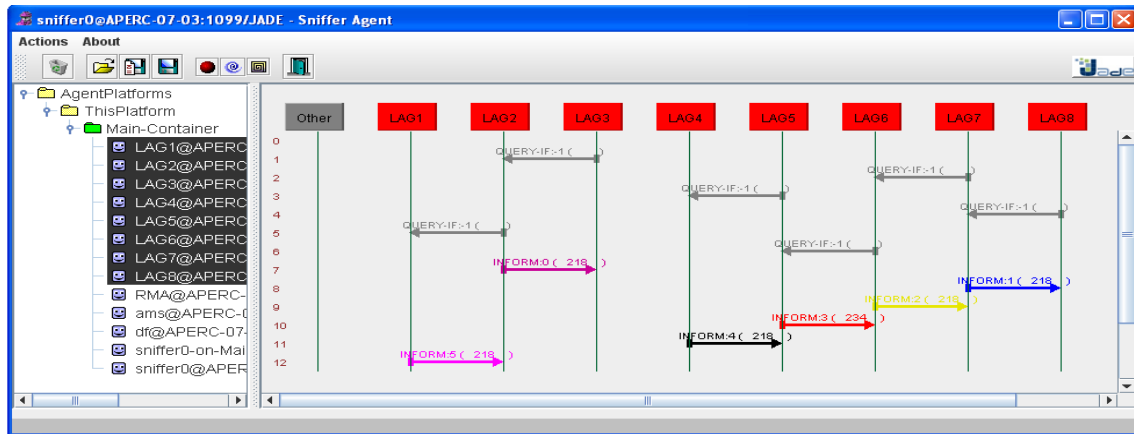 sniffer0@APERC-07-03:1099/JADE - Sniffer Agent
Actions About
Jade
AgentPlatforms
ThisPlatform
Main-Container
LAG1@APERC
LAG2@APERC
LAG3@APERC
LAG4@APERC
LAG5@APERC
LAG6@APERC
LAG7@APERC
LAG8@APERC
RMA@APERC-
ams@APERC-0
df@APERC-07-
sniffer0-on-Mai
sniffer0@APER
Other LAG1 LAG2 LAG3 LAG4 LAG5 LAG6 LAG7 LAG8
0
1 QUERY-IF:-1 ( )
2 QUERY-IF:-1 ( )
3 QUERY-IF:-1 ( )
4 QUERY-IF:-1 ( )
5 QUERY-IF:-1 ( )
6 QUERY-IF:-1 ( )
7 INFORM:0 ( 218 )
8 INFORM:1 ( 218 )
9 INFORM:2 ( 218 )
10 INFORM:3 ( 234 )
11 INFORM:4 ( 218 )
12 INFORM:5 ( 218 )